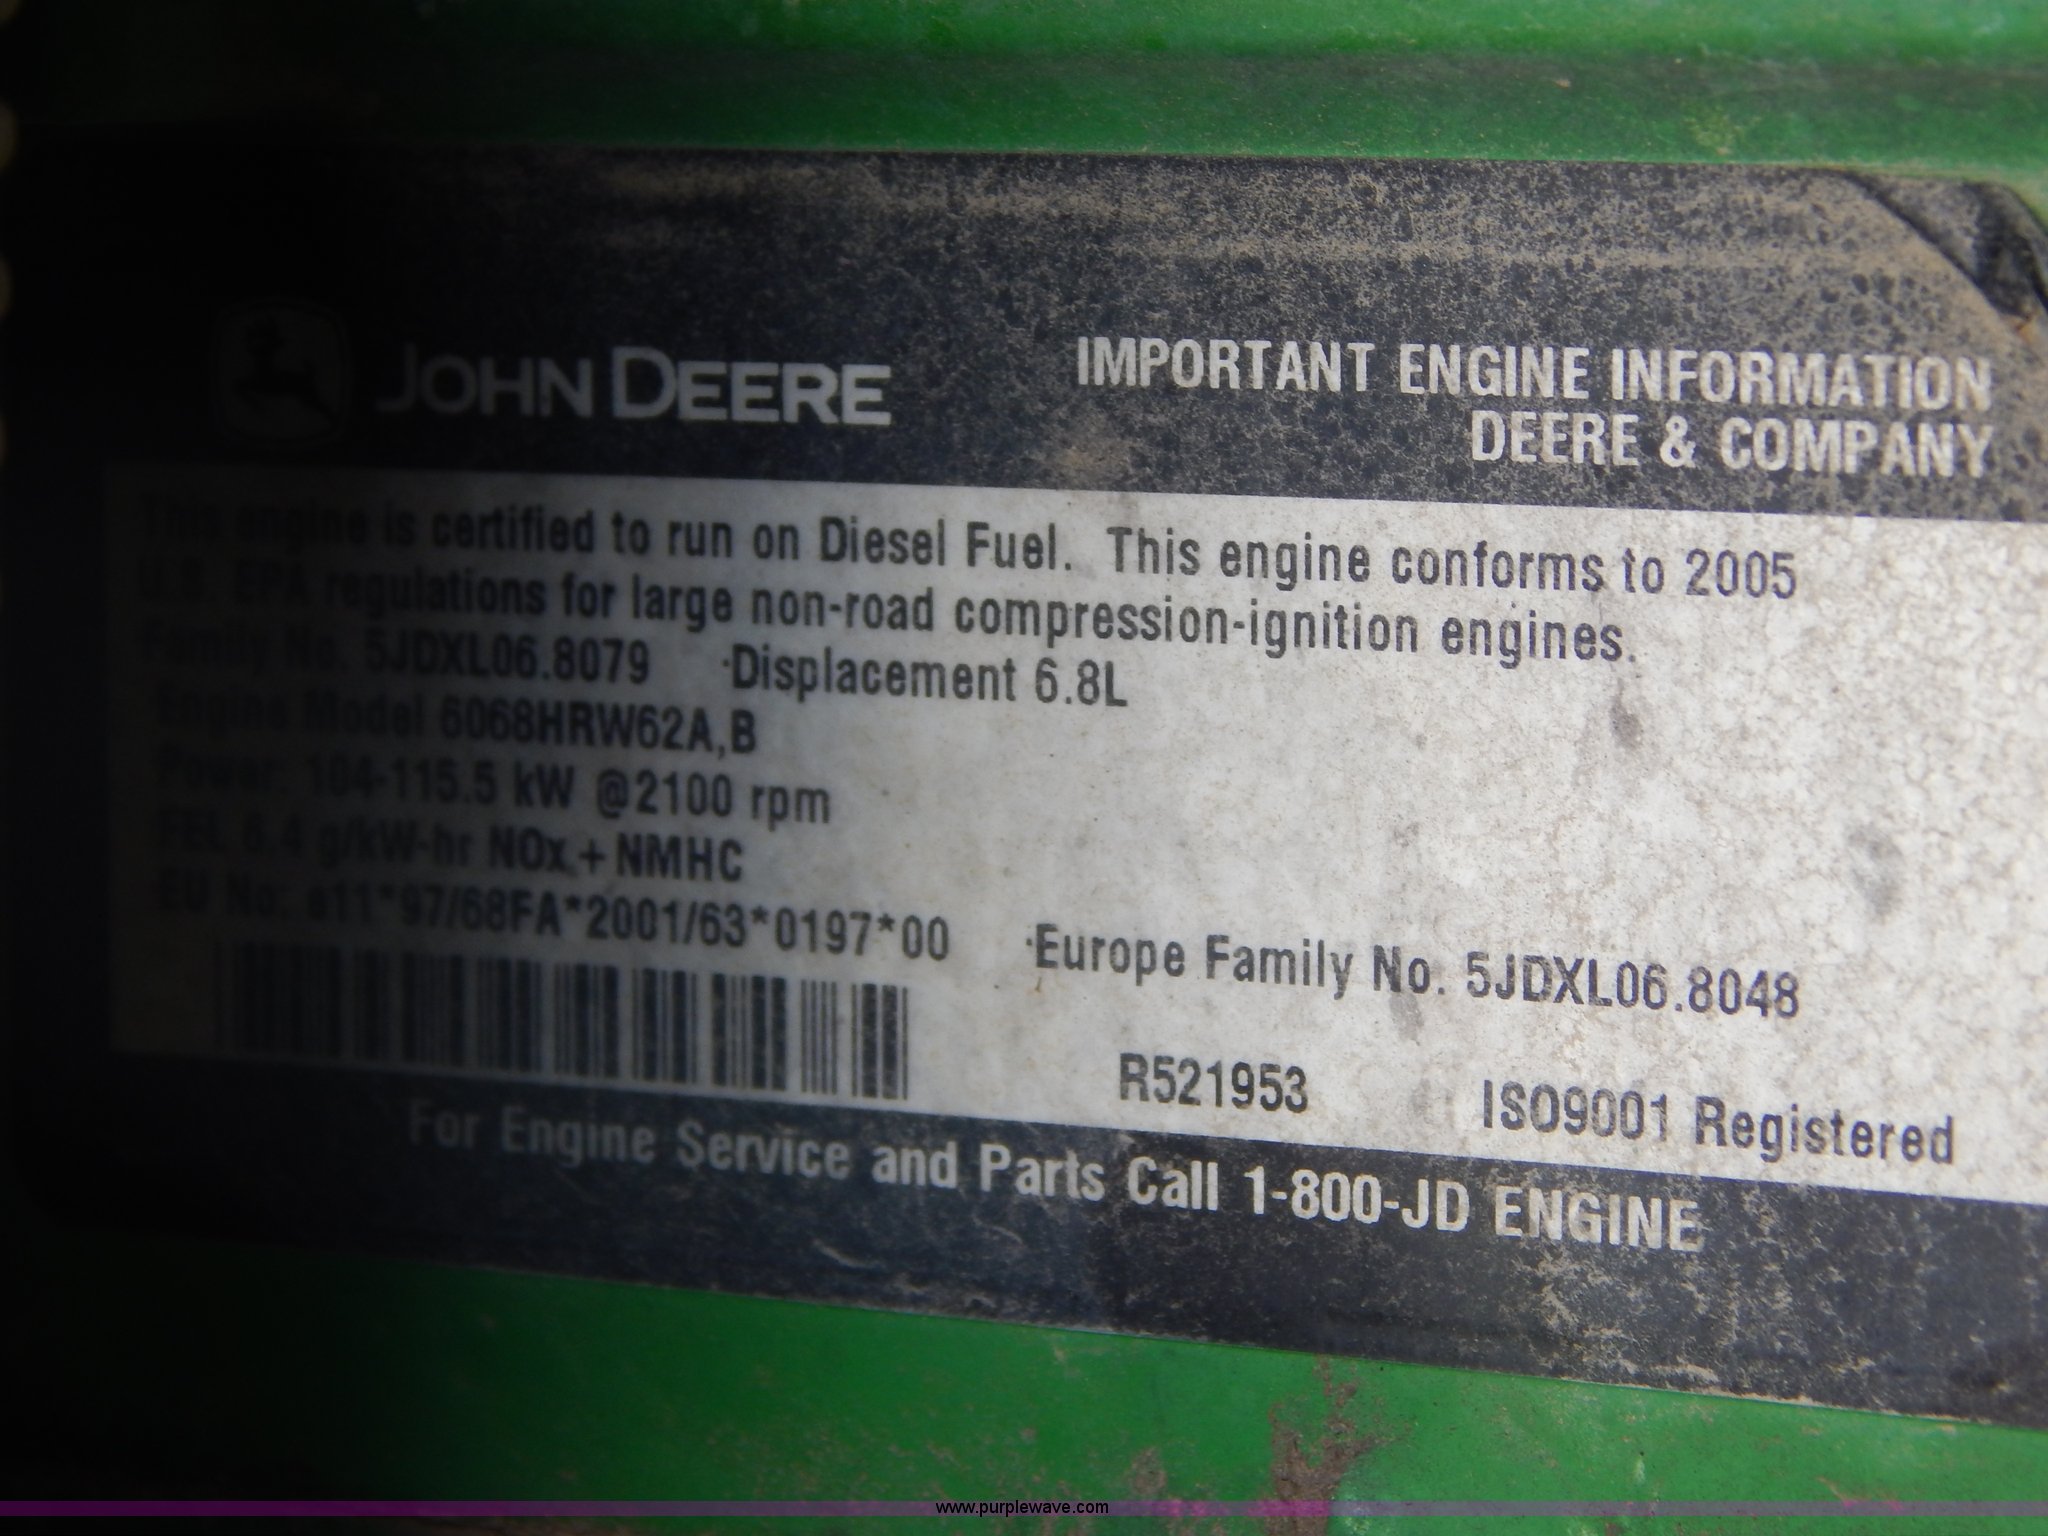 JOHN DEERE
IMPORTANT ENGINE INFORMATION
DEERE & COMPANY
This engine is certified to run on Diesel Fuel. This engine conforms to 2005
U.S. EPA regulations for large non-road compression-ignition engines.
Family No. 5JDXL06.8079 ·Displacement 6.8L
Engine Model 6068HRW62A,B
Power: 104-115.5 kW @2100 rpm
FEL 6.4 g/kW-hr NOx + NMHC
EU No: e11*97/68FA*2001/63*0197*00 ·Europe Family No. 5JDXL06.8048
R521953 ISO9001 Registered
For Engine Service and Parts Call 1-800-JD ENGINE
www.purplewave.com